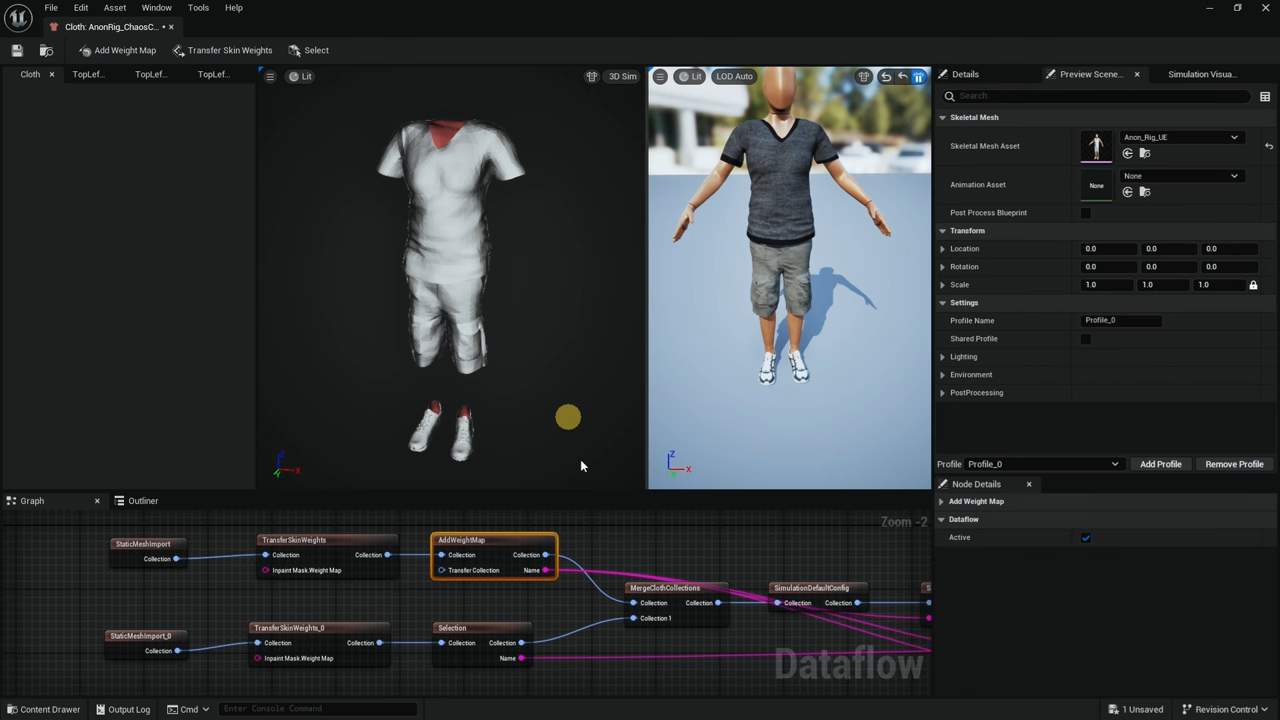 File Edit Asset Window Tools Help
Cloth: AnonRig_ChaosC... •
Add Weight Map Transfer Skin Weights Select
Cloth TopLef... TopLef... TopLef...
Lit 3D Sim
Lit LOD Auto
Details Preview Scene... Simulation Visua...
Search
Skeletal Mesh
Skeletal Mesh Asset Anon_Rig_UE
Animation Asset None None
Post Process Blueprint
Transform
Location 0.0 0.0 0.0
Rotation 0.0 0.0 0.0
Scale 1.0 1.0 1.0
Settings
Profile Name Profile_0
Shared Profile
Lighting
Environment
PostProcessing
Z X Y
Z X
Profile Profile_0 Add Profile Remove Profile
Node Details
Add Weight Map
Dataflow
Active
Graph Outliner
Zoom -2
StaticMeshImport
Collection
TransferSkinWeights
Collection Collection
Inpaint Mask Weight Map
AddWeightMap
Collection Collection
Transfer Collection Name
MergeClothCollections
Collection Collection
Collection 1
SimulationDefaultConfig
Collection Collection
S
StaticMeshImport_0
Collection
TransferSkinWeights_0
Collection Collection
Inpaint Mask Weight Map
Selection
Collection Collection
Name
Dataflow
Content Drawer Output Log Cmd Enter Console Command 1 Unsaved Revision Control